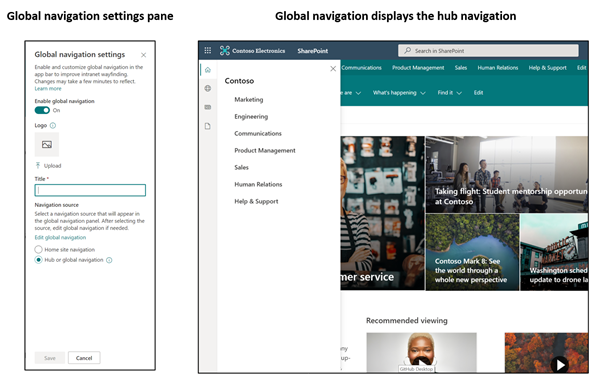 Global navigation settings pane
Global navigation displays the hub navigation
Global navigation settings
Enable and customize global navigation in the
app bar to improve intranet wayfinding.
Changes may take a few minutes to reflect.
Learn more
Enable global navigation
On
Logo
Upload
Title *
Navigation source
Select a navigation source that will appear in
the global navigation panel. After selecting the
source, edit global navigation if needed.
Edit global navigation
Home site navigation
Hub or global navigation
Save
Cancel
Contoso Electronics
SharePoint
Search in SharePoint
Communications
Product Management
Sales
Human Relations
Help & Support
Edit
re are
What's happening
Find it
Edit
Contoso
Marketing
Engineering
Communications
Product Management
Sales
Human Relations
Help & Support
mer service
Taking flight: Student mentorship opportun
at Contoso
Contoso Mark 8: See
the world through a
whole new perspective
Washington sched
update to drone la
Recommended viewing
any
up-
GitHub Desktop